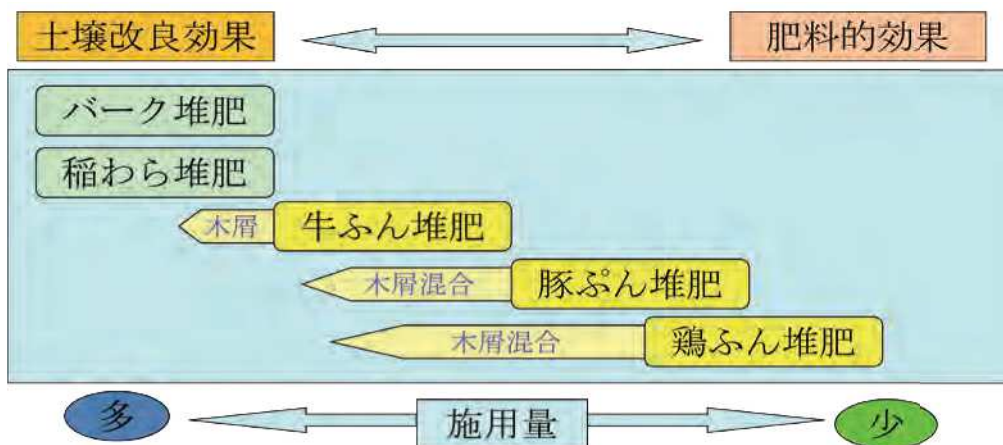 土壌改良効果
肥料的効果
バーク堆肥
稲わら堆肥
木屑
牛ふん堆肥
木屑混合
豚ぷん堆肥
木屑混合
鶏ふん堆肥
多
施用量
少